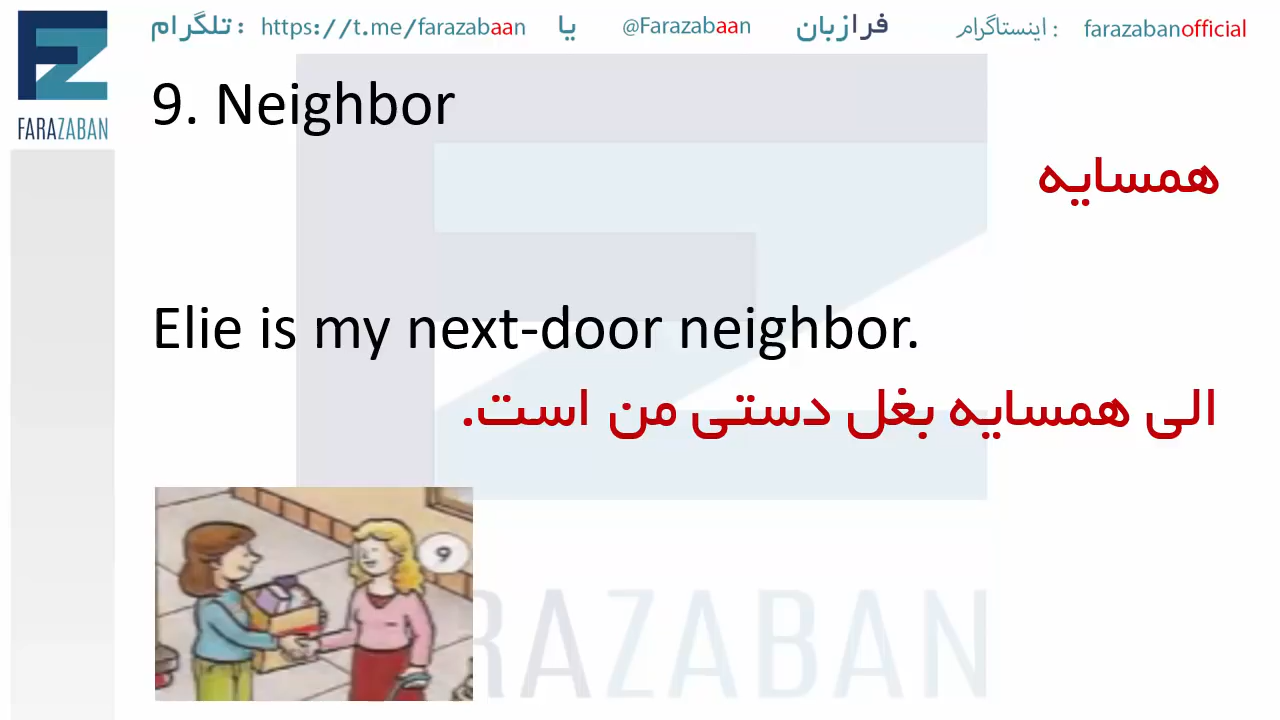 تلگرام : https://t.me/farazabaan یا @Farazabaan فرازبان اینستاگرام : farazabanofficial
FARAZABAN
9. Neighbor
همسایه
Elie is my next-door neighbor.
الی همسایه بغل دستی من است.
9
RAZABAN